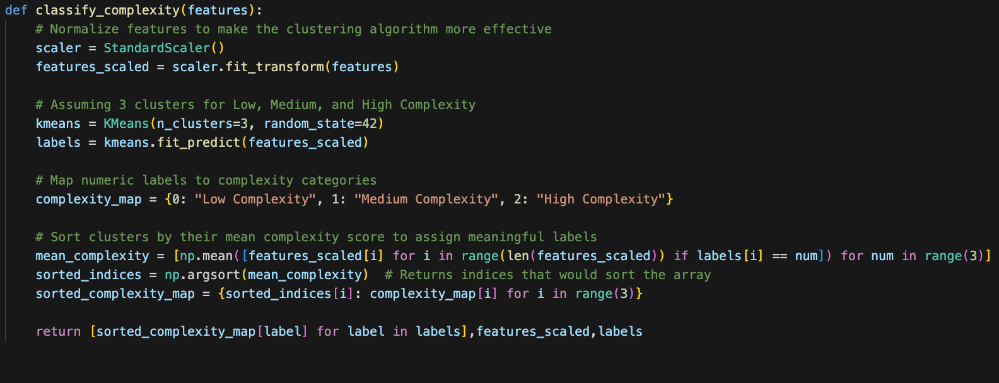 def classify_complexity(features):
    # Normalize features to make the clustering algorithm more effective
    scaler = StandardScaler()
    features_scaled = scaler.fit_transform(features)

    # Assuming 3 clusters for Low, Medium, and High Complexity
    kmeans = KMeans(n_clusters=3, random_state=42)
    labels = kmeans.fit_predict(features_scaled)

    # Map numeric labels to complexity categories
    complexity_map = {0: "Low Complexity", 1: "Medium Complexity", 2: "High Complexity"}

    # Sort clusters by their mean complexity score to assign meaningful labels
    mean_complexity = [np.mean([features_scaled[i] for i in range(len(features_scaled)) if labels[i] == num]) for num in range(3)]
    sorted_indices = np.argsort(mean_complexity)  # Returns indices that would sort the array
    sorted_complexity_map = {sorted_indices[i]: complexity_map[i] for i in range(3)}

    return [sorted_complexity_map[label] for label in labels],features_scaled,labels